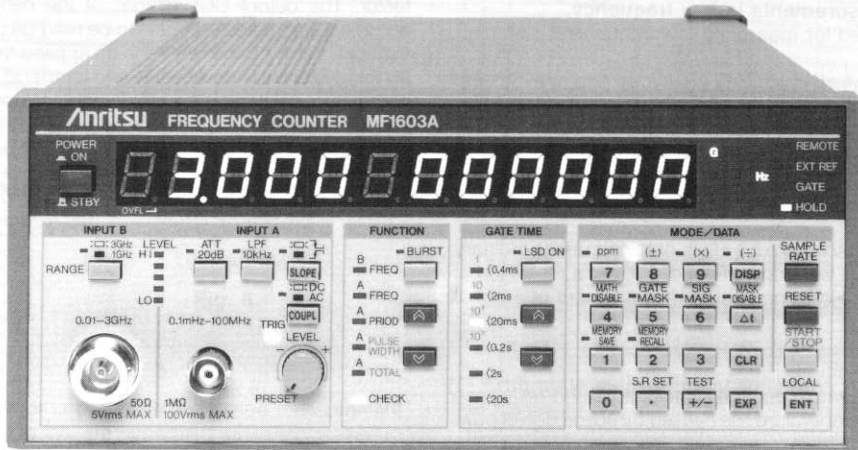 Anritsu FREQUENCY COUNTER MF1603A
POWER
ON
STBY
OVFL
3.000 000000
G
Hz
REMOTE
EXT REF
GATE
HOLD
INPUT B
3GHz
1GHz
RANGE
LEVEL
Hi
LO
0.01–3GHz
50Ω
5Vrms MAX
INPUT A
ATT
20dB
LPF
10kHz
SLOPE
DC
AC
COUPL
0.1mHz–100MHz
TRIG
LEVEL
– +
PRESET
1MΩ
100Vrms MAX
FUNCTION
BURST
B
FREQ
A
FREQ
A
PRIOD
A
PULSE
WIDTH
A
TOTAL
CHECK
GATE TIME
LSD ON
1
(0.4ms
10
(2ms
(20ms
(0.2s
(2s
(20s
MODE/DATA
ppm (±) (×) (÷)
7 8 9 DISP
MATH DISABLE GATE MASK SIG MASK MASK DISABLE
4 5 6 Δt
MEMORY SAVE MEMORY RECALL
1 2 3 CLR
S.R SET TEST
0 · +/− EXP
SAMPLE
RATE
RESET
START
/STOP
LOCAL
ENT